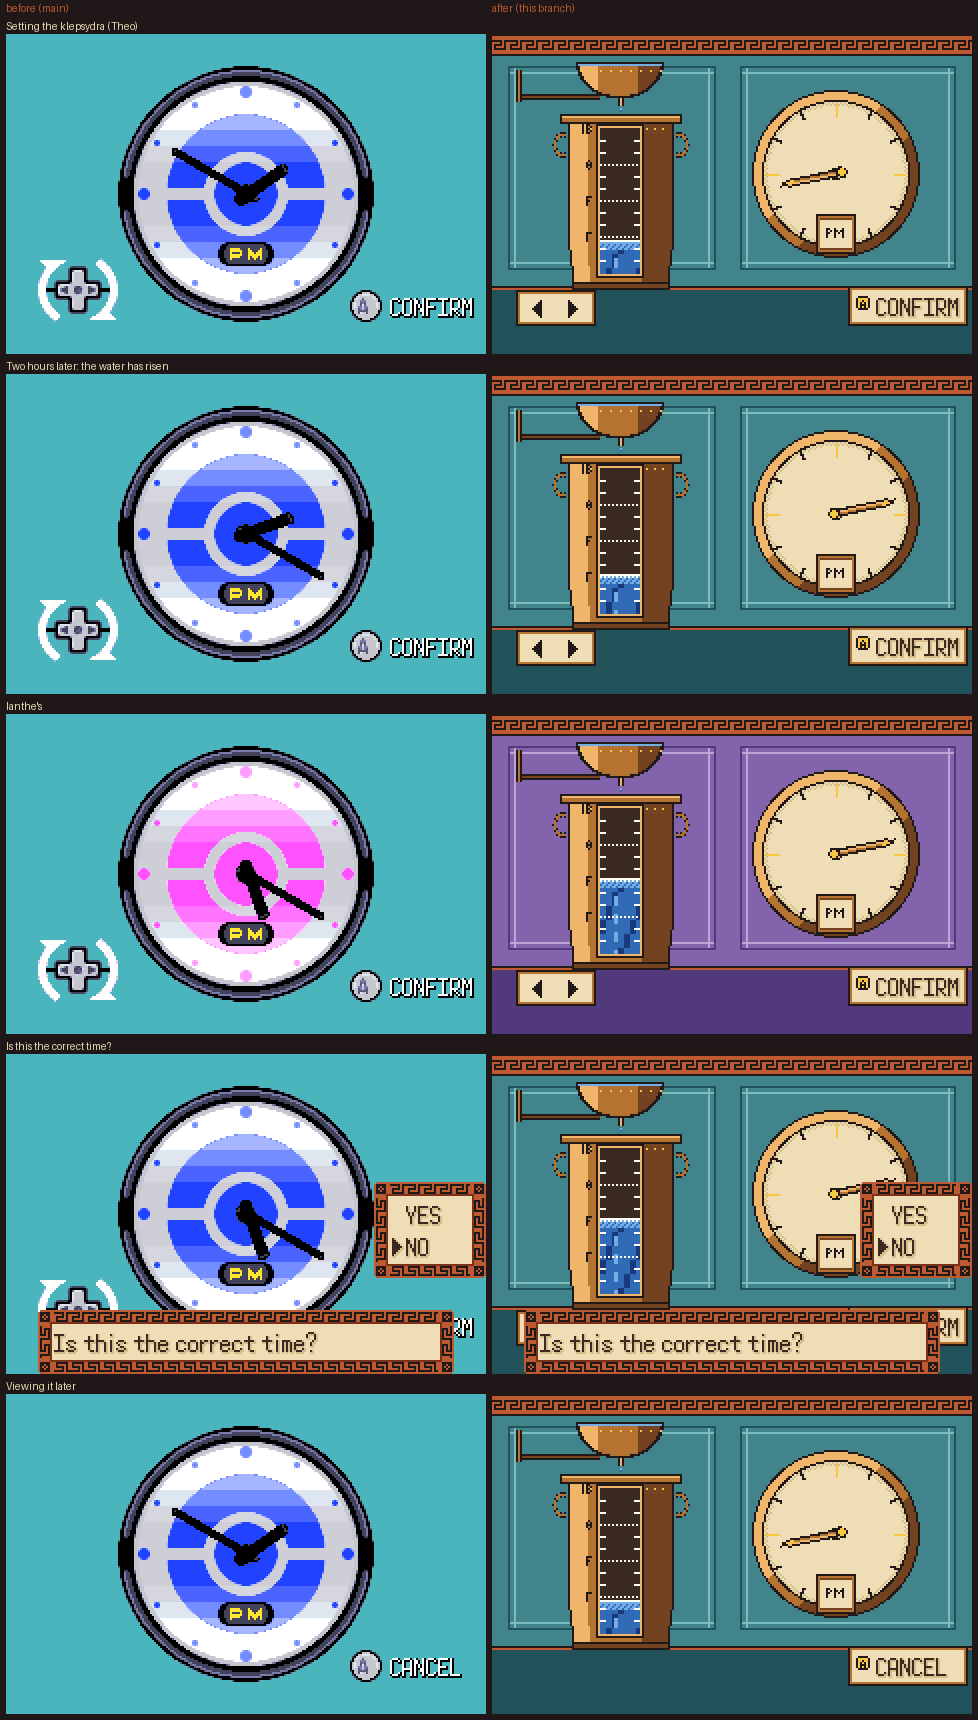 before (main)
after (this branch)
Setting the klepsydra (Theo)
PM
A CONFIRM
PM
A CONFIRM
Two hours later: the water has risen
PM
A CONFIRM
PM
A CONFIRM
Ianthe's
PM
A CONFIRM
PM
A CONFIRM
Is this the correct time?
PM
YES
NO
RM
Is this the correct time?
PM
YES
NO
RM
Is this the correct time?
Viewing it later
PM
A CANCEL
PM
A CANCEL